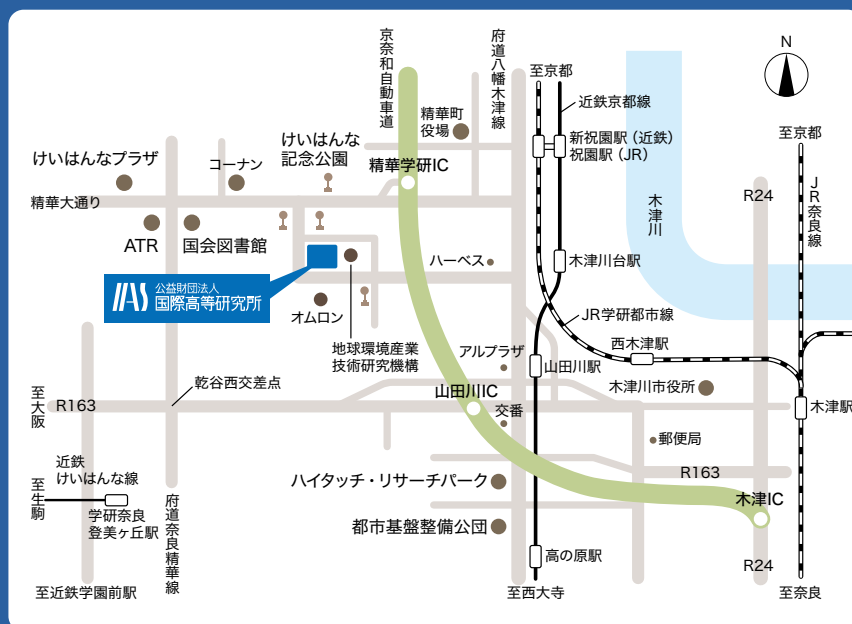 京奈和自動車道
府道八幡木津線
至京都
N
近鉄京都線
精華町
役場
新祝園駅（近鉄）
祝園駅（JR）
至京都
けいはんな
記念公園
けいはんなプラザ
コーナン
精華学研IC
精華大通り
木津川
R24
JR奈良線
ATR
国会図書館
ハーベス
木津川台駅
IIAS
公益財団法人
国際高等研究所
オムロン
JR学研都市線
地球環境産業
技術研究機構
アルプラザ
西木津駅
山田川駅
乾谷西交差点
木津川市役所
至大阪
R163
山田川IC
交番
木津駅
郵便局
近鉄
けいはんな線
至生駒
ハイタッチ・リサーチパーク
R163
木津IC
学研奈良
登美ヶ丘駅
府道奈良精華線
都市基盤整備公団
高の原駅
R24
至近鉄学園前駅
至西大寺
至奈良